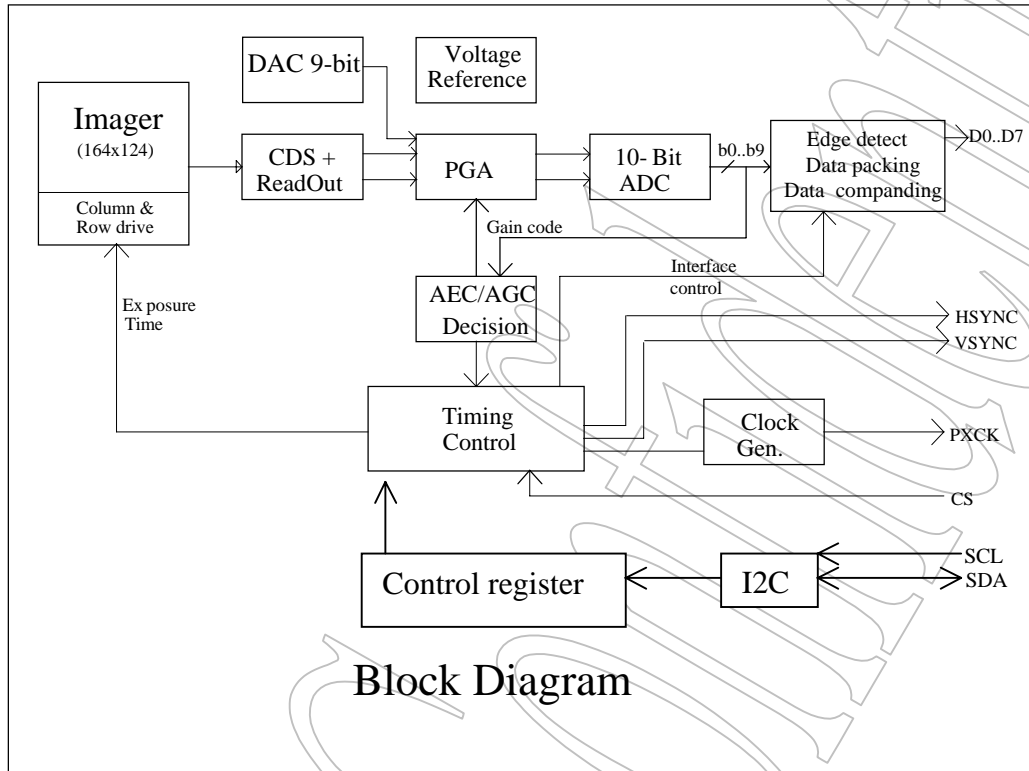 DAC 9-bit
Voltage
Reference
Imager
(164x124)
Column &
Row drive
CDS +
ReadOut
PGA
10- Bit
ADC
b0..b9
Edge detect
Data packing
Data companding
D0..D7
Gain code
Interface
control
AEC/AGC
Decision
Ex posure
Time
HSYNC
VSYNC
Timing
Control
Clock
Gen.
PXCK
CS
Control register
I2C
SCL
SDA
Block Diagram
Confidential